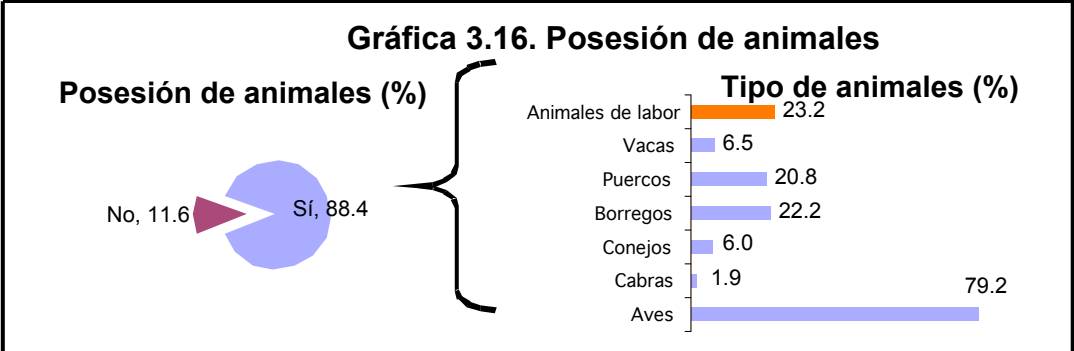 Gráfica 3.16. Posesión de animales
Posesión de animales (%)
No, 11.6
Sí, 88.4
Tipo de animales (%)
Animales de labor 23.2
Vacas 6.5
Puercos 20.8
Borregos 22.2
Conejos 6.0
Cabras 1.9
Aves 79.2